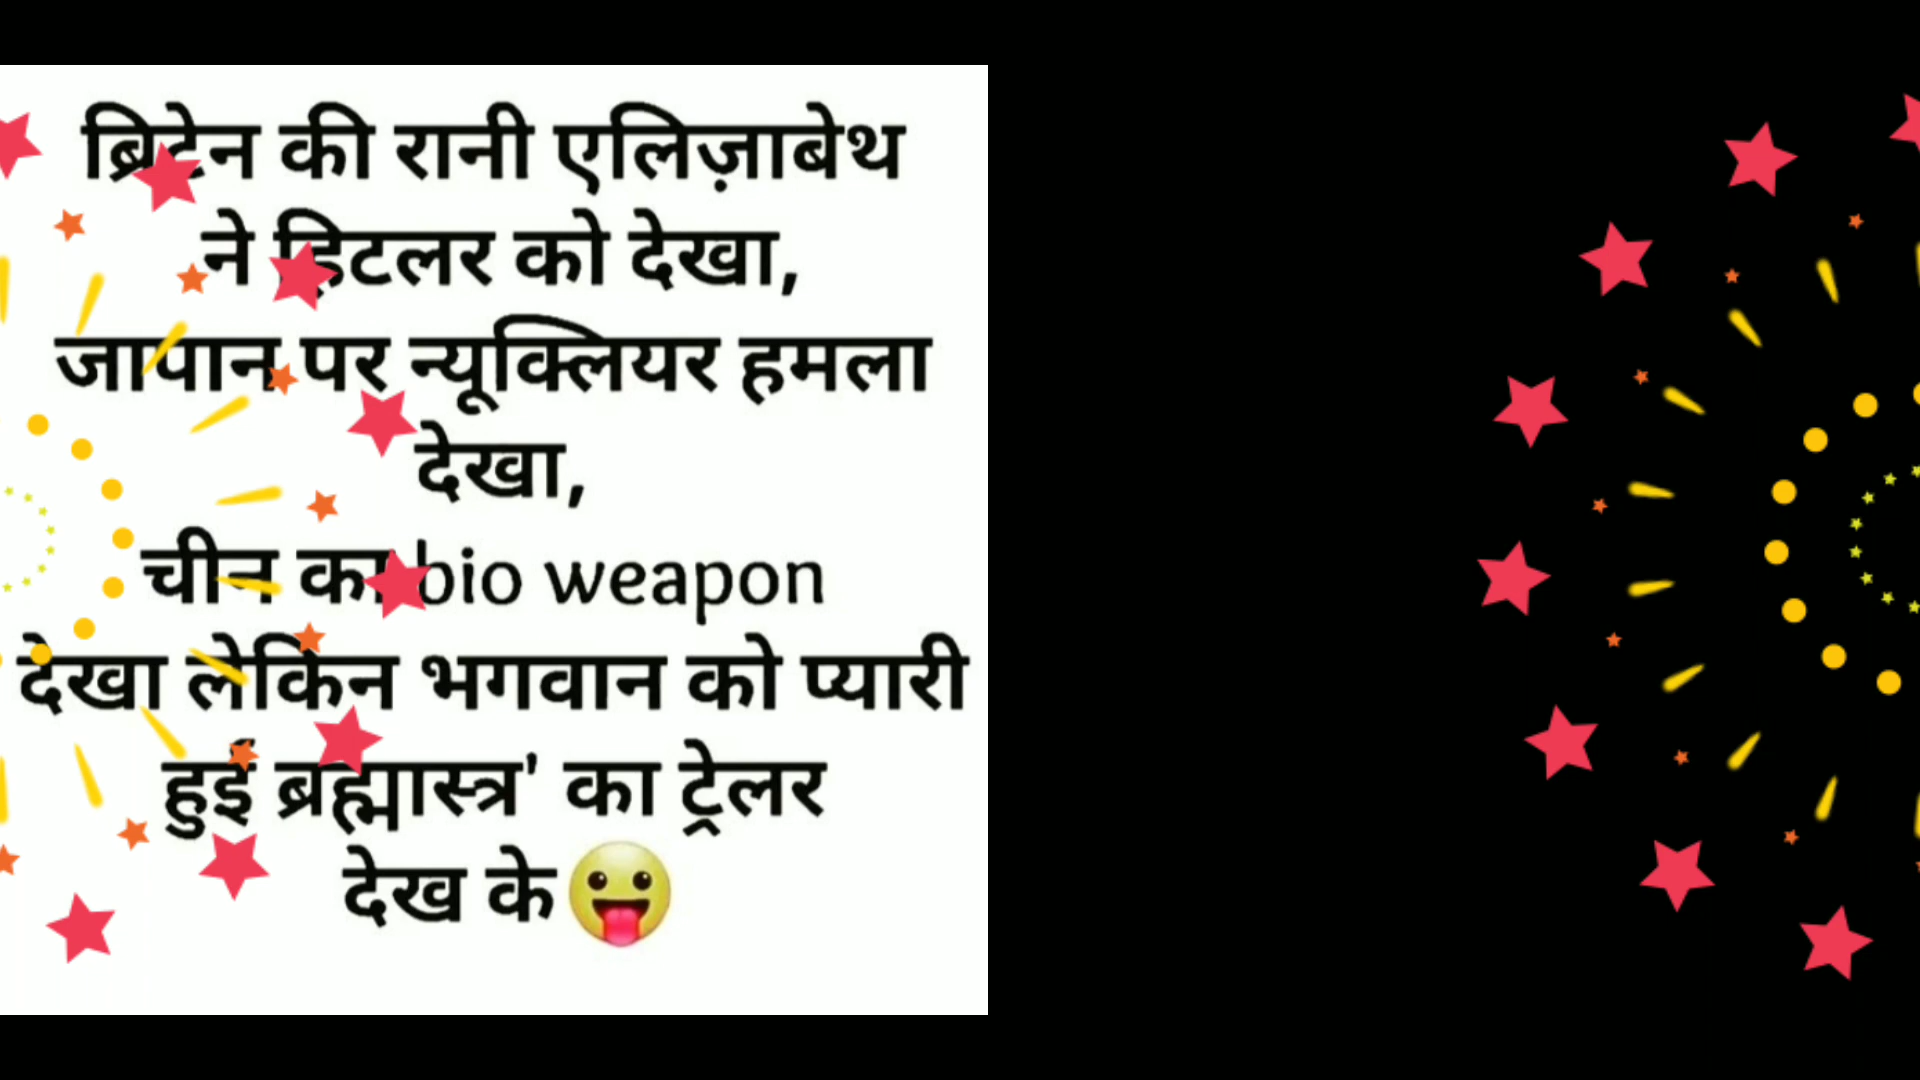 ब्रिटेन की रानी एलिज़ाबेथ
ने हिटलर को देखा,
जापान पर न्यूक्लियर हमला
देखा,
चीन का bio weapon
देखा लेकिन भगवान को प्यारी
हुई ब्रह्मास्त्र' का ट्रेलर
देख के😛